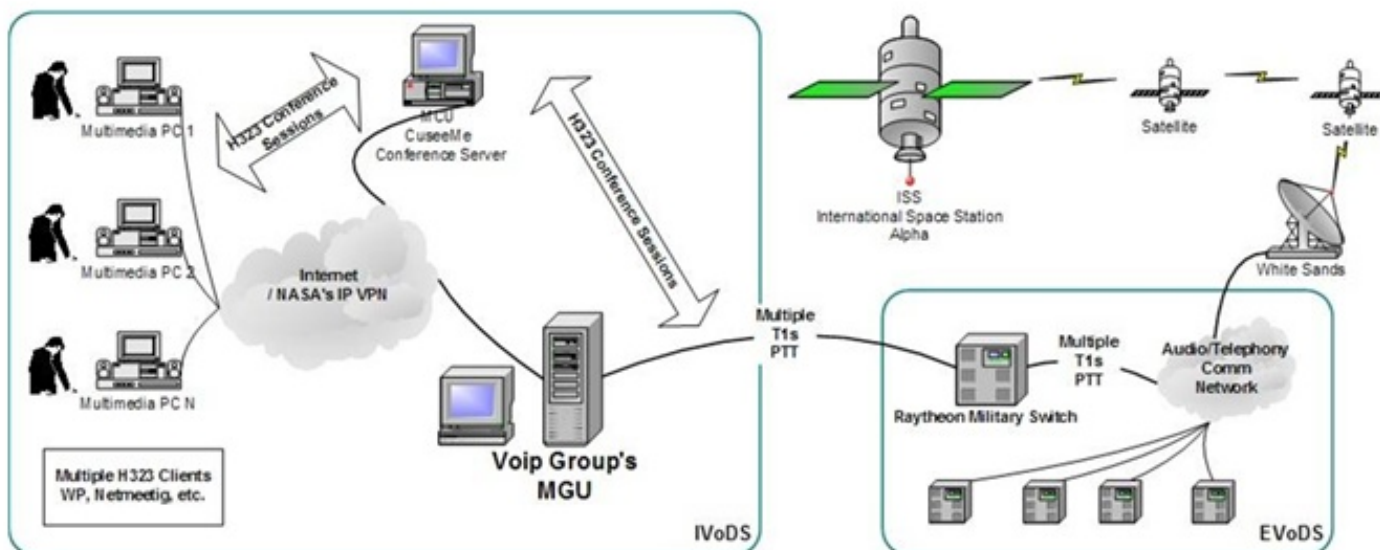 Multimedia PC 1
Multimedia PC 2
Multimedia PC N
Multiple H323 Clients
WP, Netmeetig, etc.
H323 Conference
Sessions
MCU
CuseeMe
Conference Server
Internet
/ NASA's IP VPN
H323 Conference Sessions
Voip Group's
MGU
IVoDS
Multiple
T1s
PTT
ISS
International Space Station
Alpha
Satellite
Satellite
White Sands
Raytheon Military Switch
Multiple
T1s
PTT
Audio/Telephony
Comm
Network
EVoDS